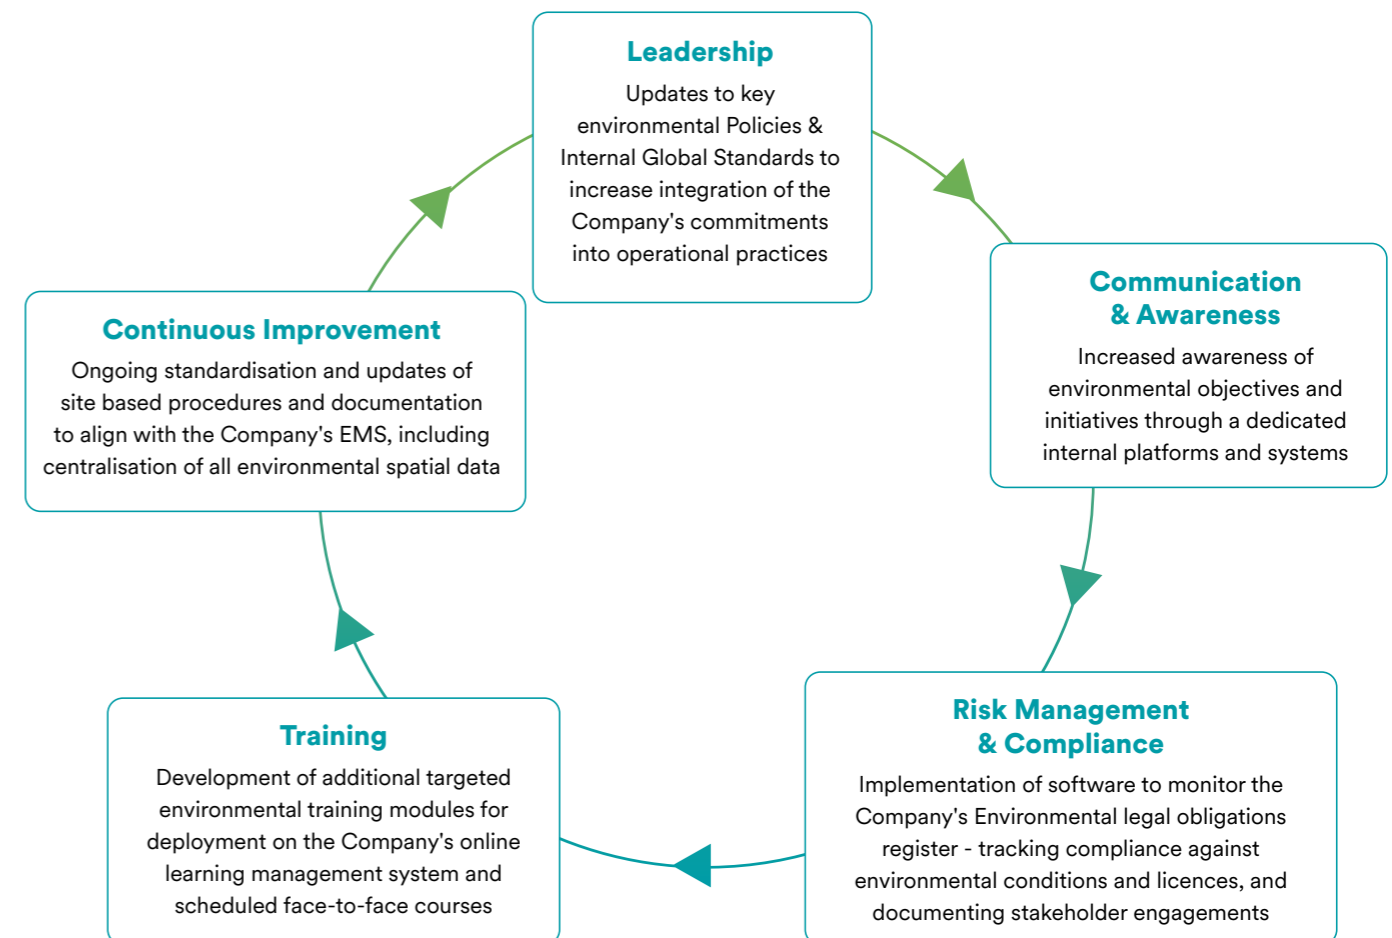 Leadership
Updates to key
environmental Policies &
Internal Global Standards to
increase integration of the
Company's commitments
into operational practices
Communication
& Awareness
Increased awareness of
environmental objectives and
initiatives through a dedicated
internal platforms and systems
Risk Management
& Compliance
Implementation of software to monitor the
Company's Environmental legal obligations
register - tracking compliance against
environmental conditions and licences, and
documenting stakeholder engagements
Training
Development of additional targeted
environmental training modules for
deployment on the Company's online
learning management system and
scheduled face-to-face courses
Continuous Improvement
Ongoing standardisation and updates of
site based procedures and documentation
to align with the Company's EMS, including
centralisation of all environmental spatial data